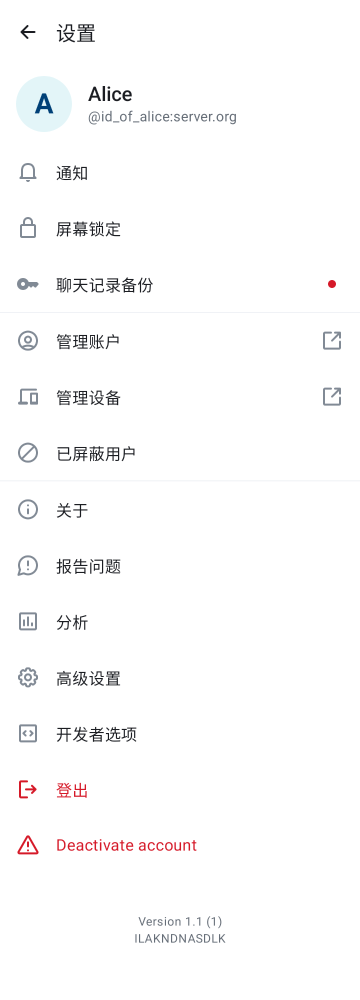 设置
A
Alice
@id_of_alice:server.org
通知
屏幕锁定
聊天记录备份
管理账户
管理设备
已屏蔽用户
关于
报告问题
分析
高级设置
开发者选项
登出
Deactivate account
Version 1.1 (1)
ILAKNDNASDLK